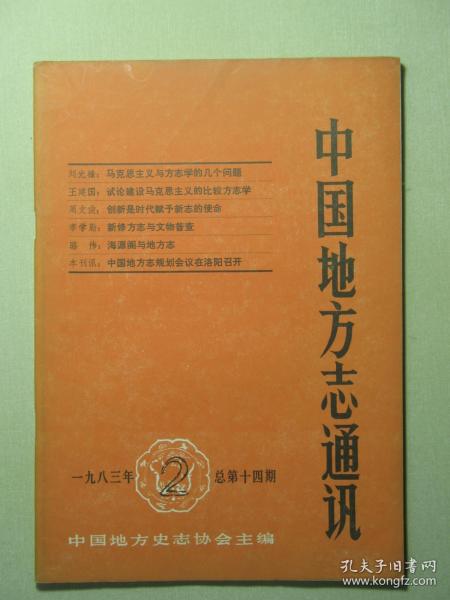 中国地方志通讯
刘光禄：马克思主义与方志学的几个问题
王建国：试论建设马克思主义的比较方志学
：创新是时代赋予新志的使命
李学勤：新修方志与文物普查
骆伟：海源阁与地方志
本刊讯：中国地方志规划会议在洛阳召开
一九八三年 2 总第十四期
中国地方史志协会主编
孔夫子旧书网
www.kongfz.com